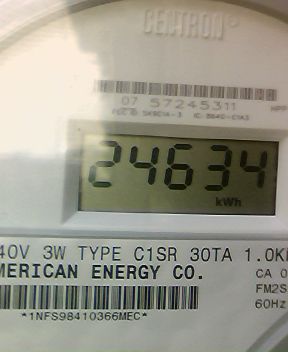 CENTRON®
07 57245311
24634
kWh
40V 3W TYPE C1SR 30TA 1.0K
MERICAN ENERGY CO.
CA 0
FM2S
60Hz
*1NFS98410366MEC*